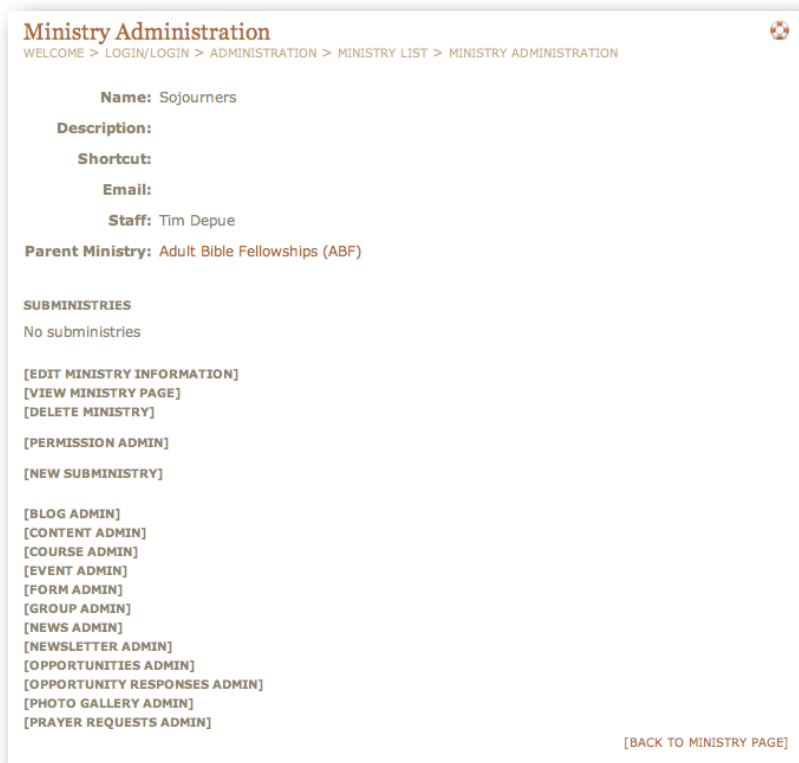 Ministry Administration
WELCOME > LOGIN/LOGIN > ADMINISTRATION > MINISTRY LIST > MINISTRY ADMINISTRATION
Name: Sojourners
Description:
Shortcut:
Email:
Staff: Tim Depue
Parent Ministry: Adult Bible Fellowships (ABF)
SUBMINISTRIES
No subministries
[EDIT MINISTRY INFORMATION]
[VIEW MINISTRY PAGE]
[DELETE MINISTRY]
[PERMISSION ADMIN]
[NEW SUBMINISTRY]
[BLOG ADMIN]
[CONTENT ADMIN]
[COURSE ADMIN]
[EVENT ADMIN]
[FORM ADMIN]
[GROUP ADMIN]
[NEWS ADMIN]
[NEWSLETTER ADMIN]
[OPPORTUNITIES ADMIN]
[OPPORTUNITY RESPONSES ADMIN]
[PHOTO GALLERY ADMIN]
[PRAYER REQUESTS ADMIN]
[BACK TO MINISTRY PAGE]